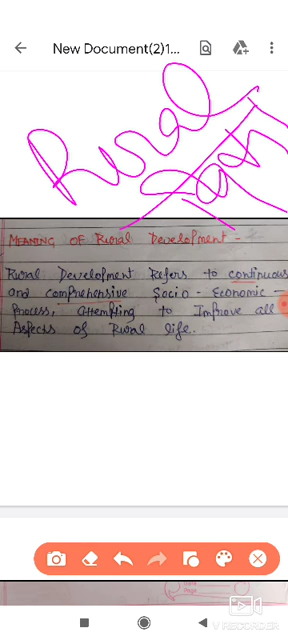 New Document(2)1...
Rural
MEANING OF Rural Development -
Rural Development Refers to continuous
and comprehensive Socio - Economic -
Process, attempting to Improve all
Aspects of Rural life.
V RECORDER